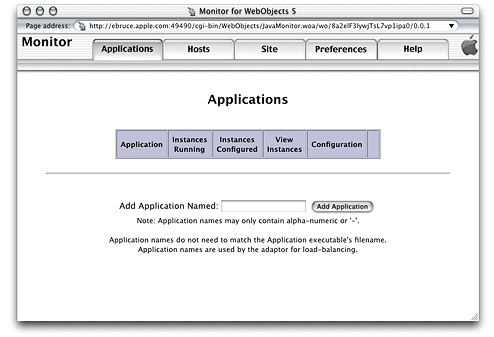 Monitor for WebObjects 5
Page address: http://ebruce.apple.com:49490/cgi-bin/WebObjects/JavaMonitor.woa/wo/8a2elF3lywjTsL7vp1ipa0/0.0.1
Monitor Applications Hosts Site Preferences Help
Applications
Application Instances Running Instances Configured View Instances Configuration
Add Application Named: Add Application
Note: Application names may only contain alpha-numeric or '-'.
Application names do not need to match the Application executable's filename.
Application names are used by the adaptor for load-balancing.